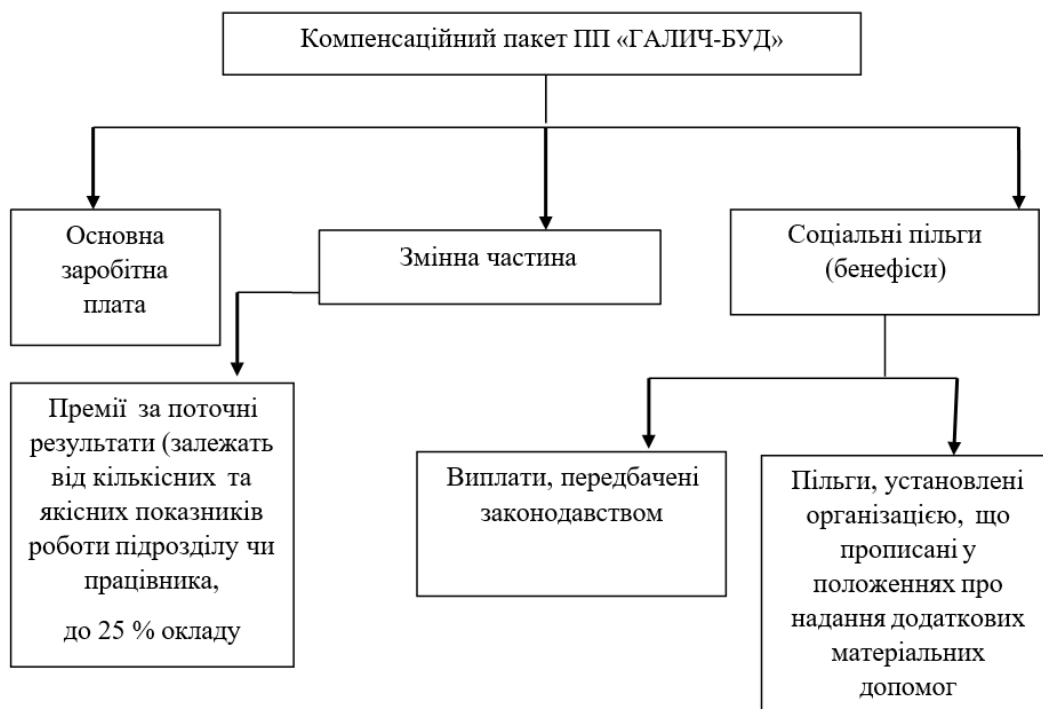 Компенсаційний пакет ПП «ГАЛИЧ-БУД»
Основна
заробітна
плата
Змінна частина
Соціальні пільги
(бенефіси)
Премії за поточні
результати (залежать
від кількісних та
якісних показників
роботи підрозділу чи
працівника,
до 25 % окладу
Виплати, передбачені
законодавством
Пільги, установлені
організацією, що
прописані у
положеннях про
надання додаткових
матеріальних
допомог